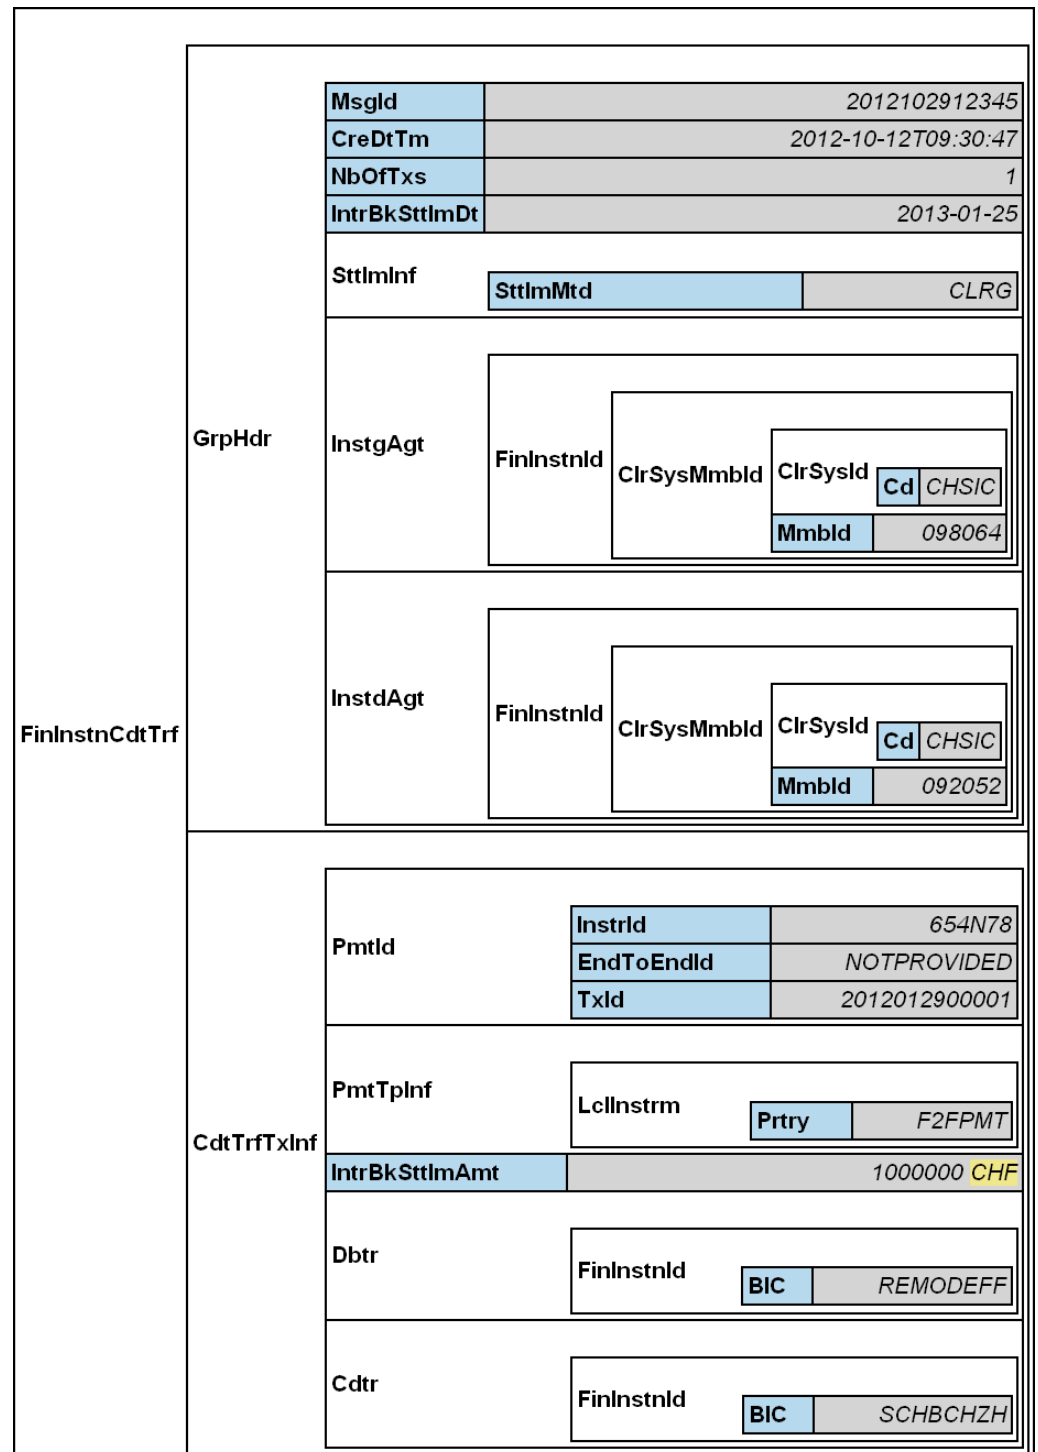 MsgId 2012102912345
CreDtTm 2012-10-12T09:30:47
NbOfTxs 1
IntrBkSttlmDt 2013-01-25
SttlmInf
SttlmMtd CLRG
GrpHdr
InstgAgt
FinInstnId
ClrSysMmbId
ClrSysId
Cd CHSIC
MmbId 098064
InstdAgt
FinInstnId
ClrSysMmbId
ClrSysId
Cd CHSIC
MmbId 092052
FinInstnCdtTrf
PmtId
InstrId 654N78
EndToEndId NOTPROVIDED
TxId 2012012900001
PmtTpInf
LclInstrm
Prtry F2FPMT
CdtTrfTxInf
IntrBkSttlmAmt 1000000 CHF
Dbtr
FinInstnId
BIC REMODEFF
Cdtr
FinInstnId
BIC SCHBCHZH